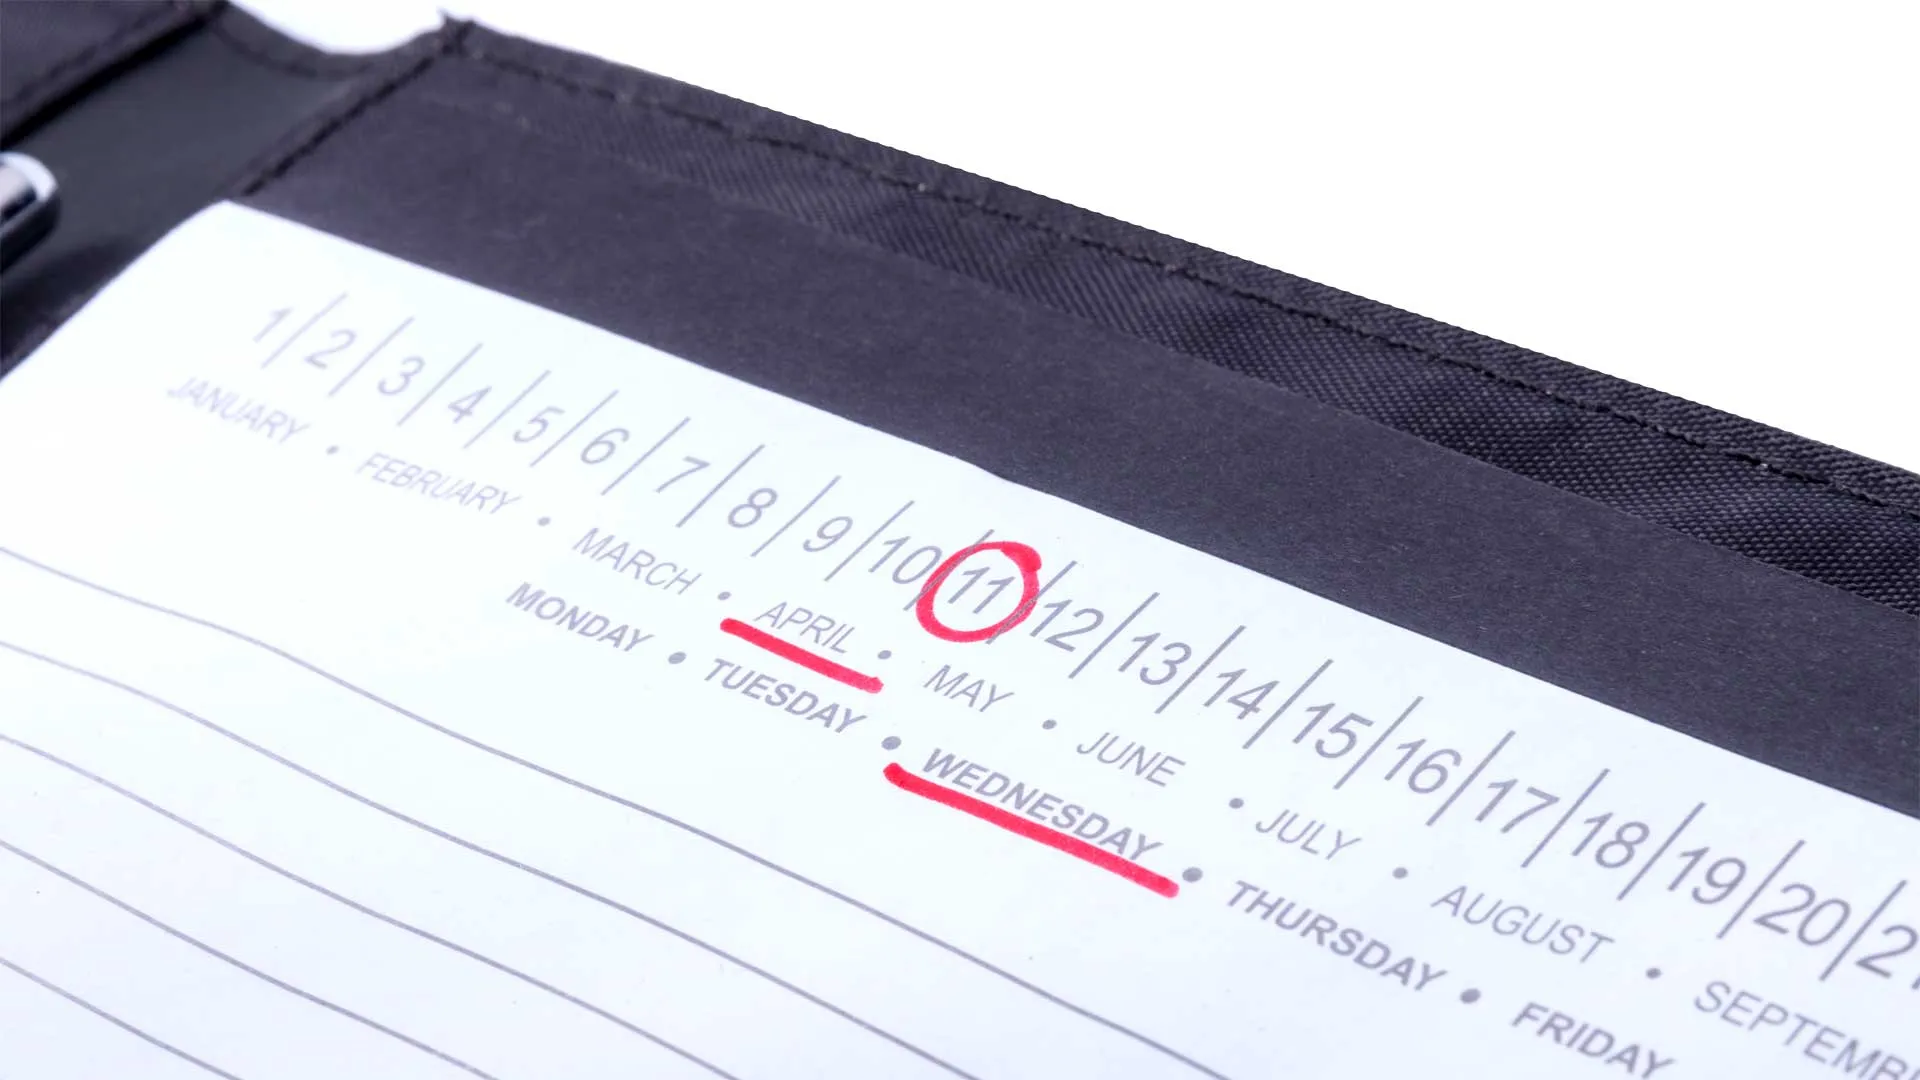 1/2/3/4/5/6/7/8/9/10/11/12/13/14/15/16/17/18/19/20/2
JANUARY • FEBRUARY • MARCH • APRIL • MAY • JUNE • JULY • AUGUST • SEPTEMB
MONDAY • TUESDAY • WEDNESDAY • THURSDAY • FRIDAY